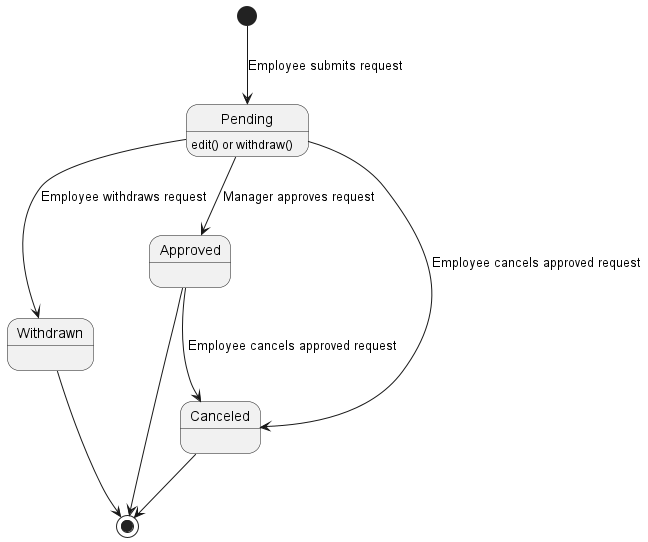 Employee submits request
Pending
edit() or withdraw()
Employee withdraws request
Manager approves request
Approved
Employee cancels approved request
Withdrawn
Employee cancels approved request
Canceled